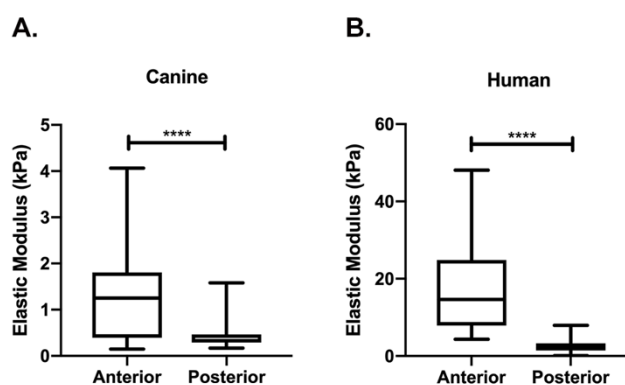 A.
Canine
Elastic Modulus (kPa)
5
4
3
2
1
0
****
Anterior
Posterior
B.
Human
Elastic Modulus (kPa)
60
40
20
0
****
Anterior
Posterior